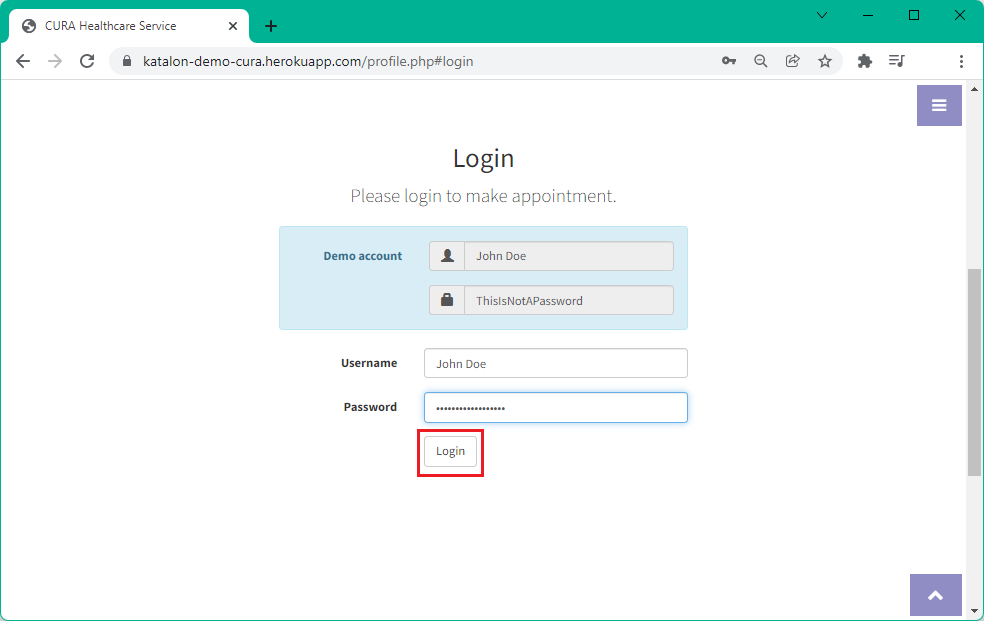 CURA Healthcare Service
katalon-demo-cura.herokuapp.com/profile.php#login
Login
Please login to make appointment.
Demo account
John Doe
ThisIsNotAPassword
Username
John Doe
Password
••••••••••••••••••
Login